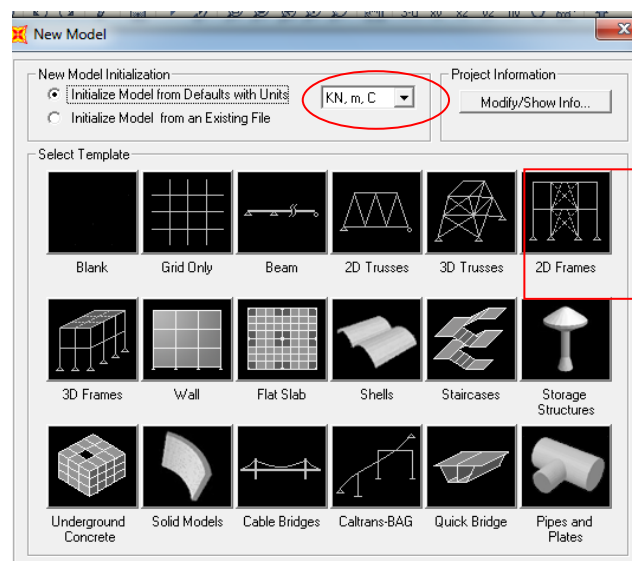 New Model
New Model Initialization
Initialize Model from Defaults with Units
KN, m, C
Initialize Model from an Existing File
Project Information
Modify/Show Info...
Select Template
Blank
Grid Only
Beam
2D Trusses
3D Trusses
2D Frames
3D Frames
Wall
Flat Slab
Shells
Staircases
Storage
Structures
Underground
Concrete
Solid Models
Cable Bridges
Caltrans-BAG
Quick Bridge
Pipes and
Plates